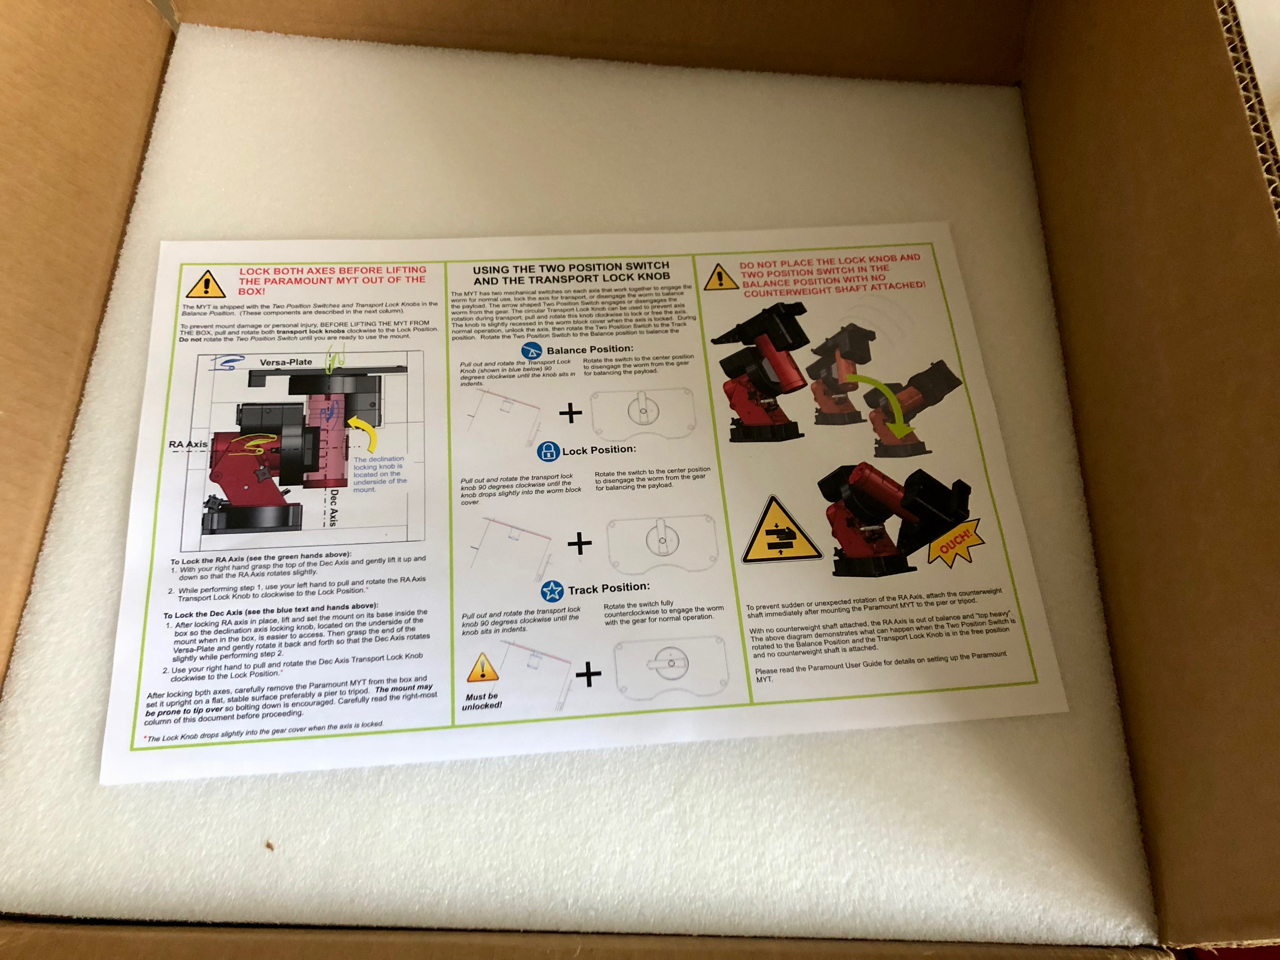 LOCK BOTH AXES BEFORE LIFTING
THE PARAMOUNT MYT OUT OF THE
BOX!
The MYT is shipped with the Two Position Switches and Transport Lock Knobs in the
Balance Position. (These components are described in the next column).
To prevent mount damage or personal injury, BEFORE LIFTING THE MYT FROM
THE BOX, pull and rotate both transport lock knobs clockwise to the Lock Position.
Do not rotate the Two Position Switch until you are ready to use the mount.
Versa-Plate
RA Axis
The declination
locking knob is
located on the
underside of the
mount.
Dec Axis
To Lock the RA Axis (see the green hands above):
1. With your right hand grasp the top of the Dec Axis and gently lift it up and
down so that the RA Axis rotates slightly.
2. While performing step 1, use your left hand to pull and rotate the RA Axis
Transport Lock Knob to clockwise to the Lock Position.*
To Lock the Dec Axis (see the blue text and hands above):
1. After locking RA axis in place, lift and set the mount on its base inside the
box so the declination axis locking knob, located on the underside of the
mount when in the box, is easier to access. Then grasp the end of the
Versa-Plate and gently rotate it back and forth so that the Dec Axis rotates
slightly while performing step 2.
2. Use your right hand to pull and rotate the Dec Axis Transport Lock Knob
clockwise to the Lock Position.*
After locking both axes, carefully remove the Paramount MYT from the box and
set it upright on a flat, stable surface preferably a pier to tripod. The mount may
be prone to tip over so bolting down is encouraged. Carefully read the right-most
column of this document before proceeding.
*The Lock Knob drops slightly into the gear cover when the axis is locked.
USING THE TWO POSITION SWITCH
AND THE TRANSPORT LOCK KNOB
The MYT has two mechanical switches on each axis that work together to engage the
worm for normal use, lock the axis for transport, or disengage the worm to balance
the payload. The arrow shaped Two Position Switch engages or disengages the
worm from the gear. The circular Transport Lock Knob can be used to prevent axis
rotation during transport; pull and rotate this knob clockwise to lock or free the axis.
The knob is slightly recessed in the worm block cover when the axis is locked. During
normal operation, unlock the axis, then rotate the Two Position Switch to the Track
position. Rotate the Two Position Switch to the Balance position to balance the
Balance Position:
Pull out and rotate the Transport Lock
Knob (shown in blue below) 90
degrees clockwise until the knob sits in
indents.
Rotate the switch to the center position
to disengage the worm from the gear
for balancing the payload.
+
Lock Position:
Pull out and rotate the transport lock
knob 90 degrees clockwise until the
knob drops slightly into the worm block
cover.
Rotate the switch to the center position
to disengage the worm from the gear
for balancing the payload.
+
Track Position:
Pull out and rotate the transport lock
knob 90 degrees clockwise until the
knob sits in indents.
Rotate the switch fully
counterclockwise to engage the worm
with the gear for normal operation.
+
Must be
unlocked!
DO NOT PLACE THE LOCK KNOB AND
TWO POSITION SWITCH IN THE
BALANCE POSITION WITH NO
COUNTERWEIGHT SHAFT ATTACHED!
OUCH!
To prevent sudden or unexpected rotation of the RA Axis, attach the counterweight
shaft immediately after mounting the Paramount MYT to the pier or tripod.
With no counterweight shaft attached, the RA Axis is out of balance and "top heavy".
The above diagram demonstrates what can happen when the Two Position Switch is
rotated to the Balance Position and the Transport Lock Knob is in the free position
and no counterweight shaft is attached.
Please read the Paramount User Guide for details on setting up the Paramount
MYT.